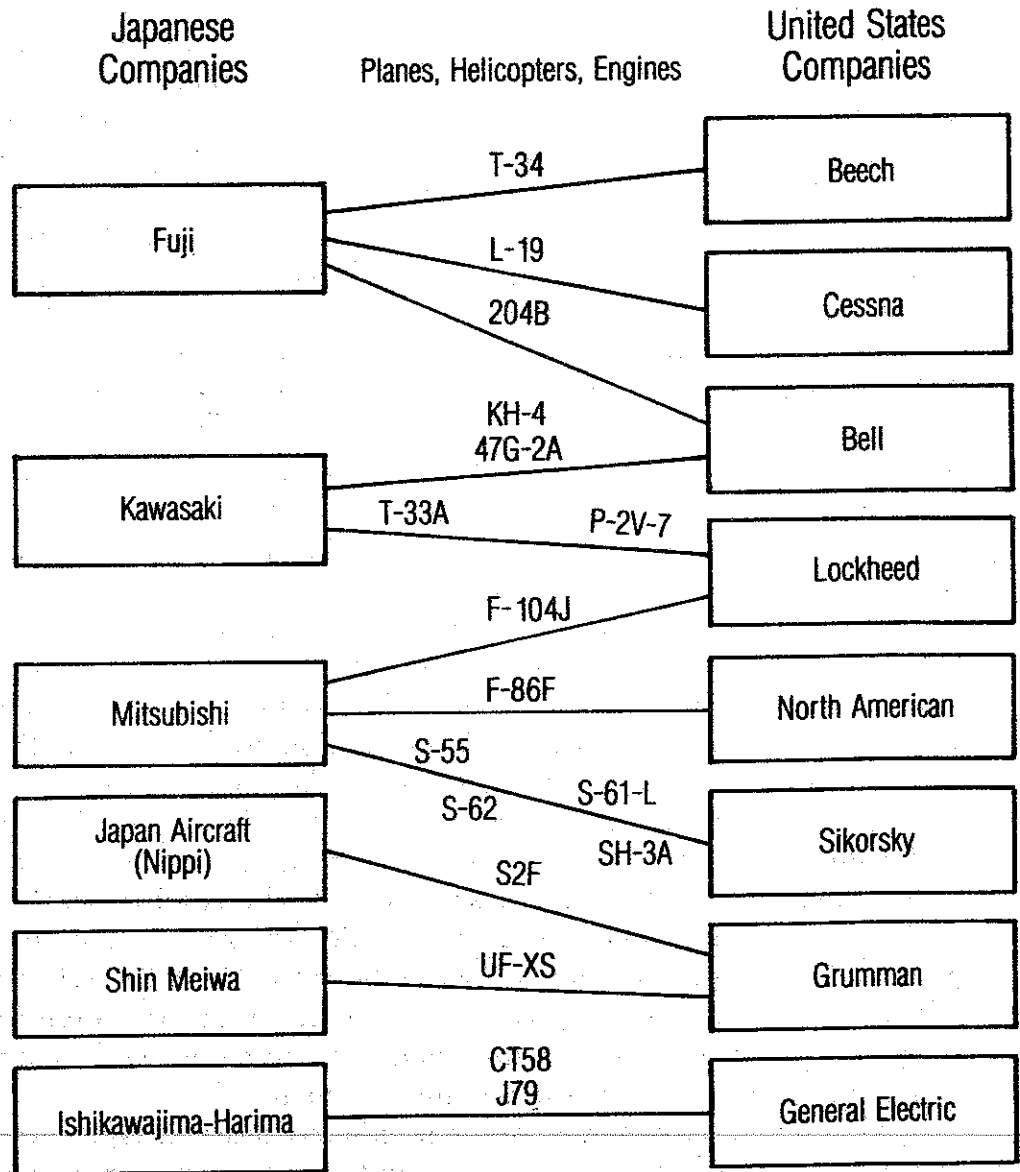 Japanese
Companies
Planes, Helicopters, Engines
United States
Companies
Fuji
T-34
Beech
L-19
Cessna
204B
Bell
Kawasaki
KH-4
47G-2A
T-33A
P-2V-7
Lockheed
Mitsubishi
F-104J
F-86F
North American
S-55
S-62
S-61-L
SH-3A
Sikorsky
Japan Aircraft
(Nippi)
S2F
Grumman
Shin Meiwa
UF-XS
Ishikawajima-Harima
CT58
J79
General Electric